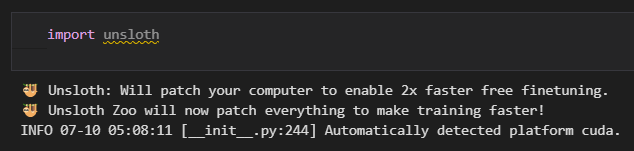 import unsloth
🦥 Unsloth: Will patch your computer to enable 2x faster free finetuning.
🦥 Unsloth Zoo will now patch everything to make training faster!
INFO 07-10 05:08:11 [__init__.py:244] Automatically detected platform cuda.